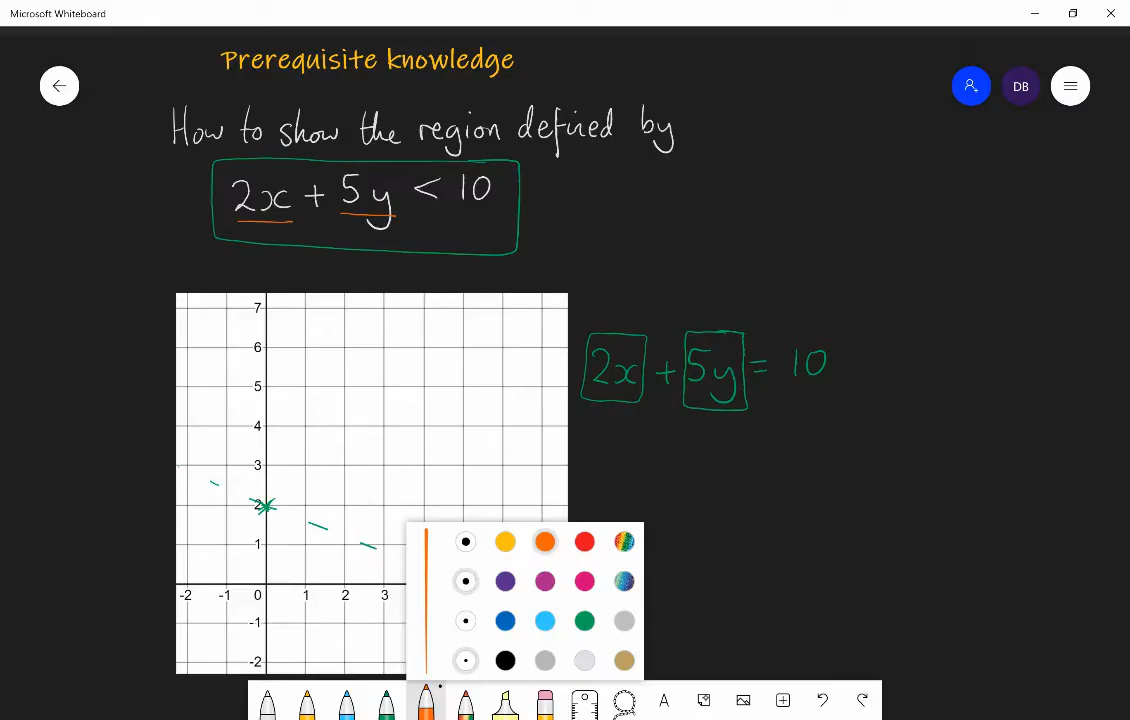 Microsoft Whiteboard
Prerequisite knowledge
DB
How to show the region defined by
2x + 5y < 10
7
6
5
4
3
2
1
-2 -1 0 1 2 3
-1
-2
2x + 5y = 10
A